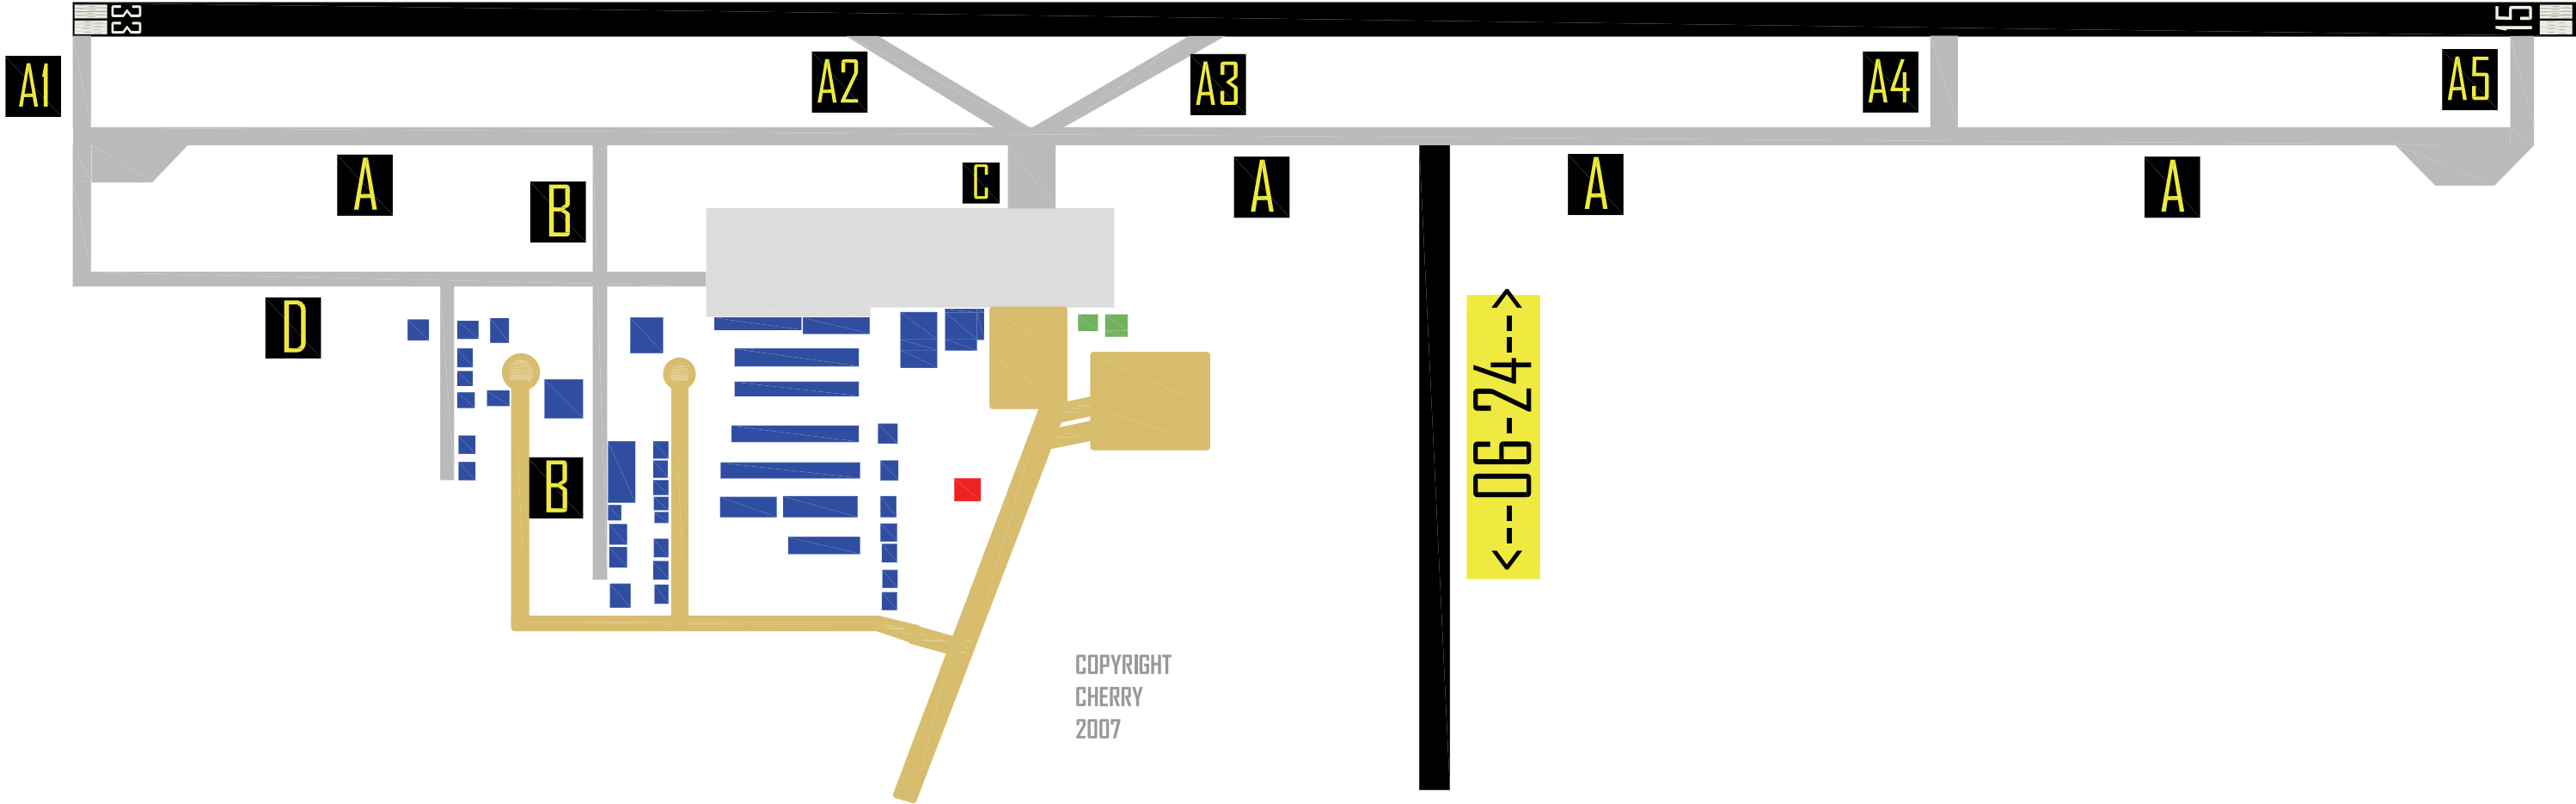 33
15
A1
A2
A3
A4
A5
A
B
C
A
A
A
D
B
<--06-24-->
COPYRIGHT
CHERRY
2007